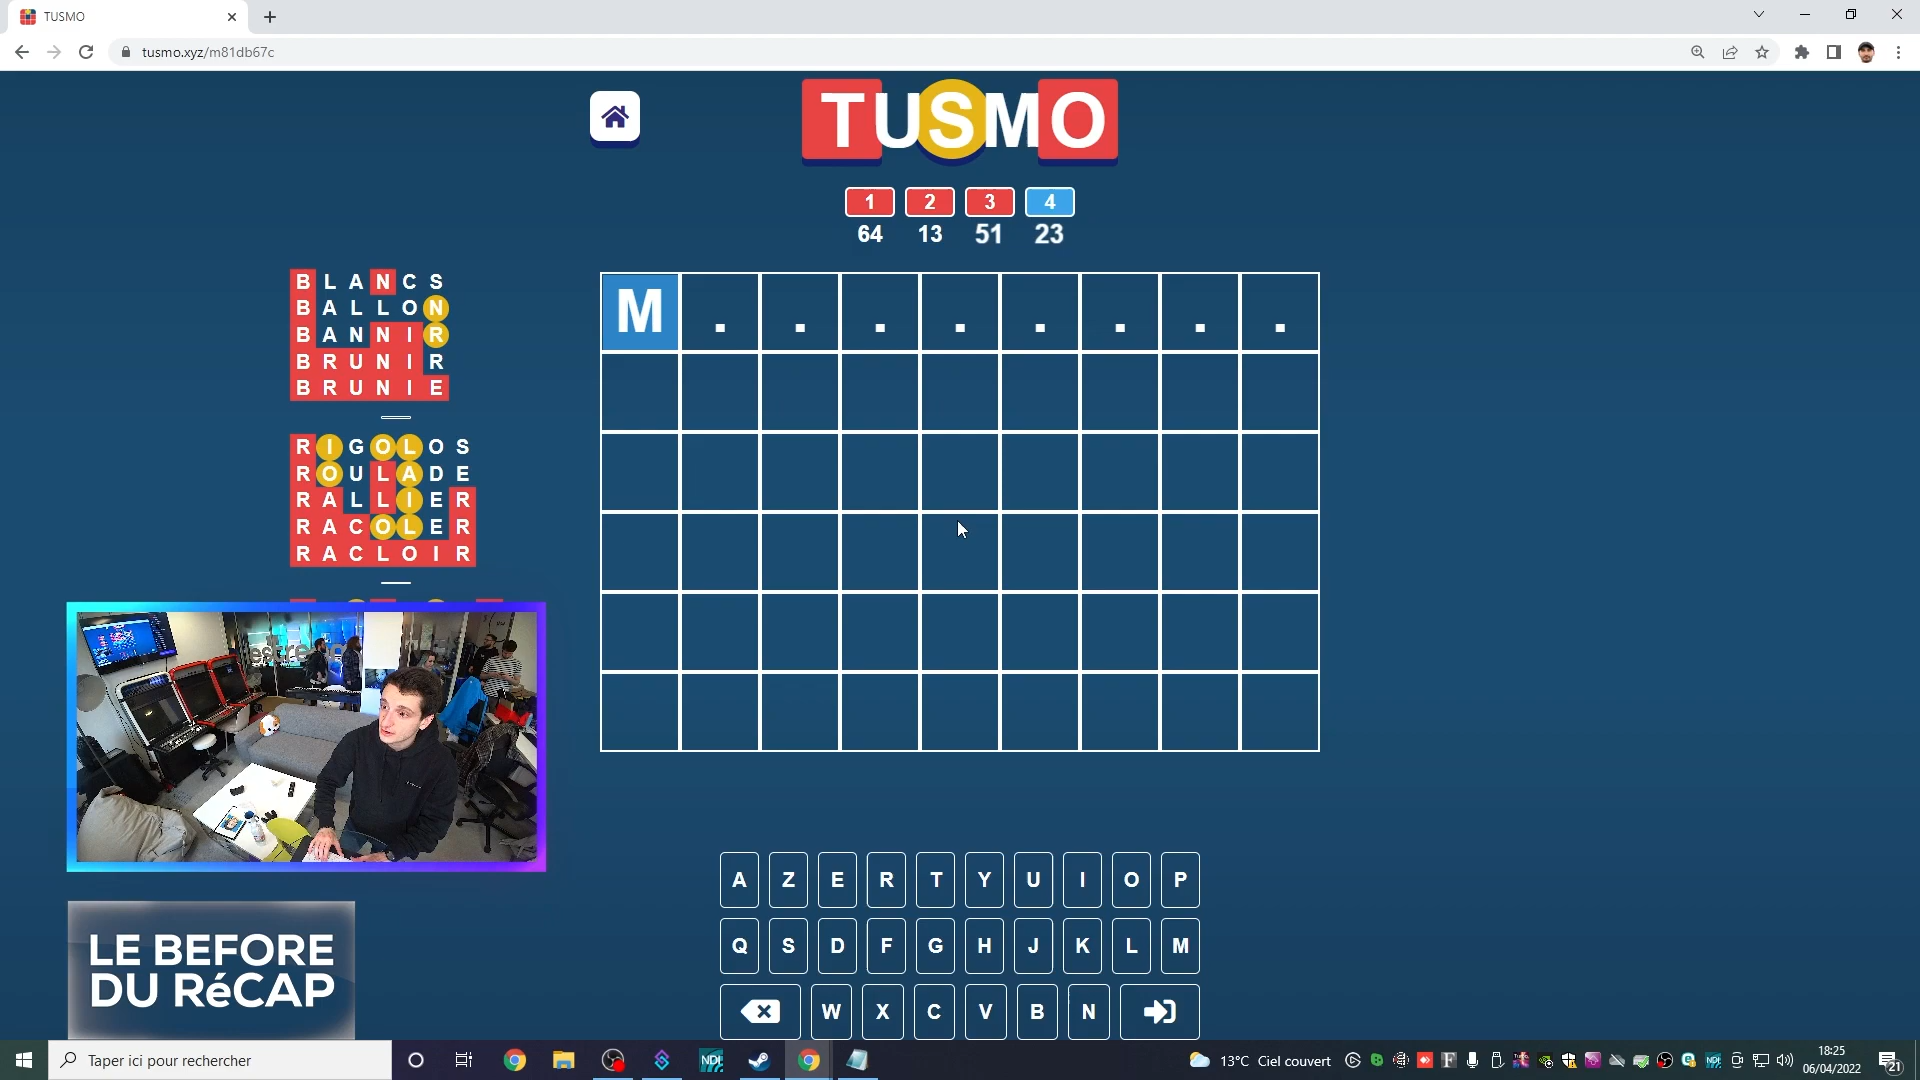 TUSMO
tusmo.xyz/m81db67c
TUSMO
1 2 3 4
64 13 51 23
BLANCS
BALLON
BANNIR
BRUNIR
BRUNIE
RIGOLOS
ROULADE
RALLIER
RACOLER
RACLOIR
M . . . . . . . .
A Z E R T Y U I O P
Q S D F G H J K L M
W X C V B N
LE BEFORE
DU RéCAP
Taper ici pour rechercher
NDI
13°C Ciel couvert
18:25
06/04/2022
21